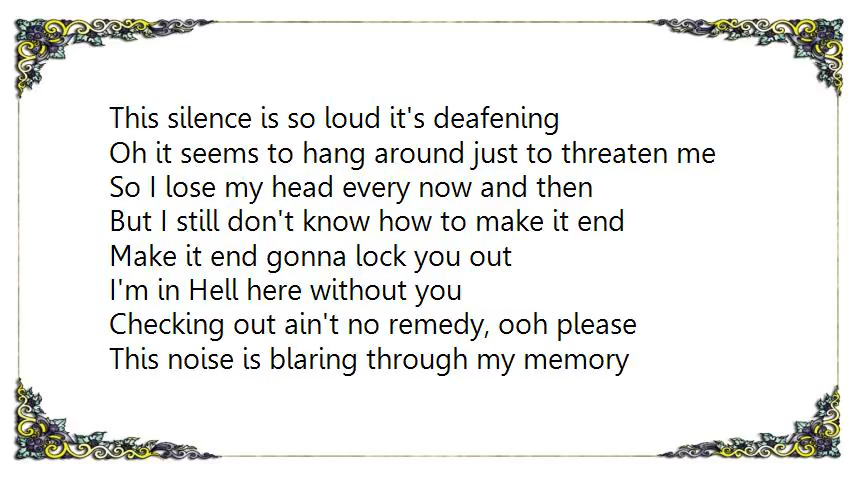 This silence is so loud it's deafening
Oh it seems to hang around just to threaten me
So I lose my head every now and then
But I still don't know how to make it end
Make it end gonna lock you out
I'm in Hell here without you
Checking out ain't no remedy, ooh please
This noise is blaring through my memory